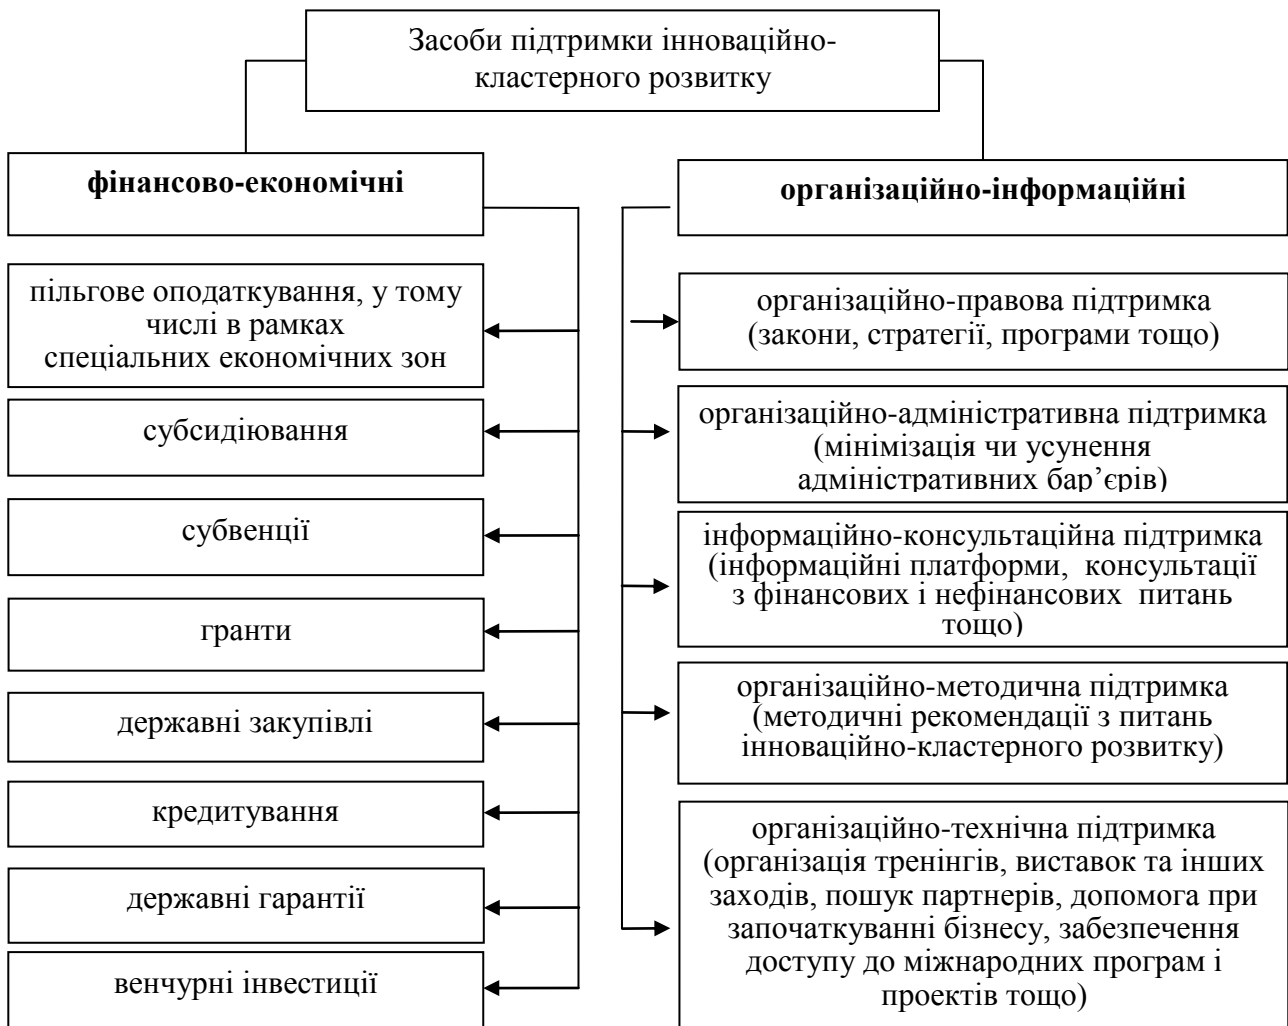 Засоби підтримки інноваційно-
кластерного розвитку
фінансово-економічні
пільгове оподаткування, у тому
числі в рамках
спеціальних економічних зон
субсидіювання
субвенції
гранти
державні закупівлі
кредитування
державні гарантії
венчурні інвестиції
організаційно-інформаційні
організаційно-правова підтримка
(закони, стратегії, програми тощо)
організаційно-адміністративна підтримка
(мінімізація чи усунення
адміністративних бар’єрів)
інформаційно-консультаційна підтримка
(інформаційні платформи, консультації
з фінансових і нефінансових питань
тощо)
організаційно-методична підтримка
(методичні рекомендації з питань
інноваційно-кластерного розвитку)
організаційно-технічна підтримка
(організація тренінгів, виставок та інших
заходів, пошук партнерів, допомога при
започаткуванні бізнесу, забезпечення
доступу до міжнародних програм і
проектів тощо)